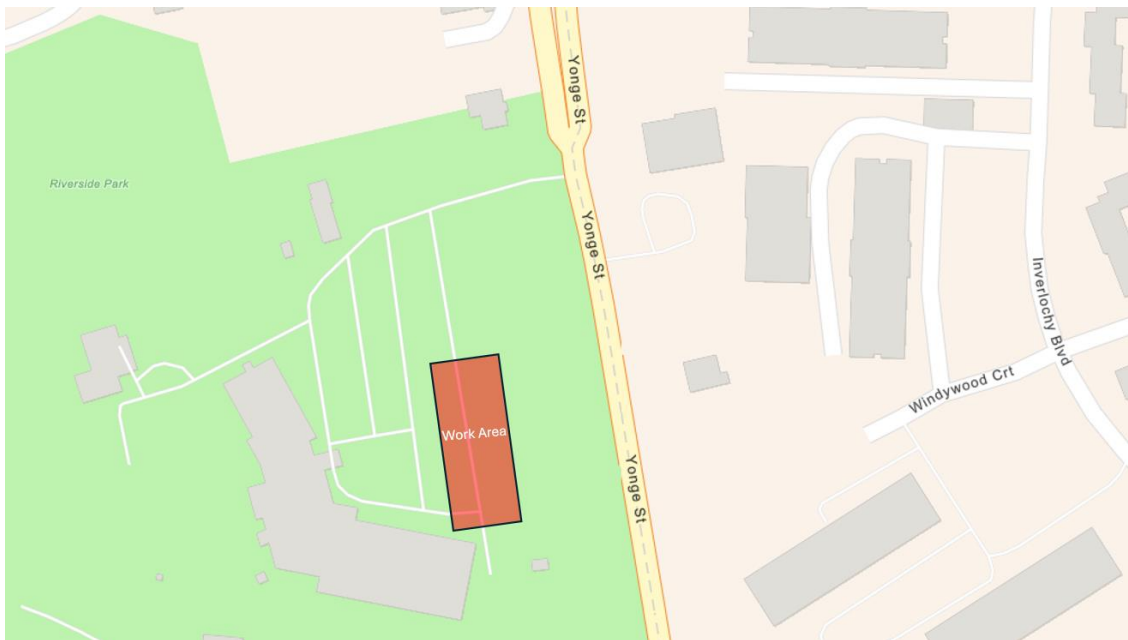 Yonge St
Riverside Park
Yonge St
Inverlochy Blvd
Windywood Crt
Work Area
Yonge St